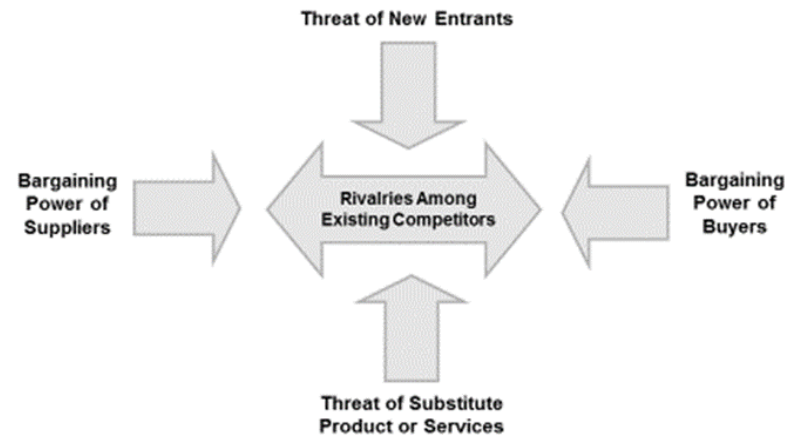 Threat of New Entrants
Bargaining
Power of
Suppliers
Rivalries Among
Existing Competitors
Bargaining
Power of
Buyers
Threat of Substitute
Product or Services